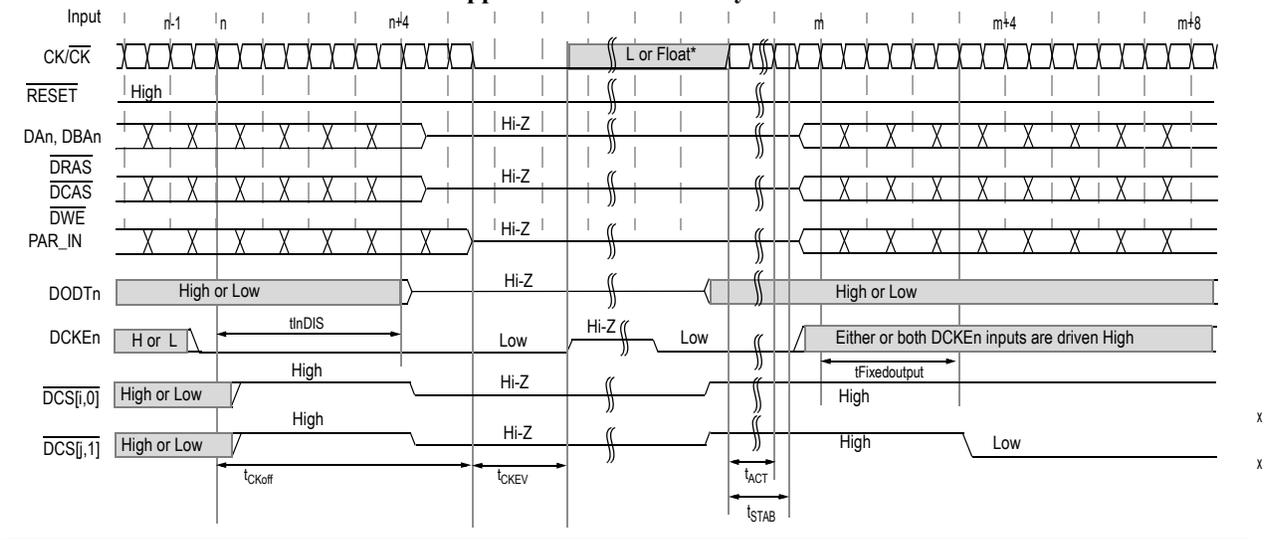 Input n-1 n n+4 m m+4 m+8
CK/CK L or Float*
RESET High
DAn, DBAn Hi-Z
DRAS
DCAS Hi-Z
DWE
PAR_IN Hi-Z
DODTn High or Low Hi-Z High or Low
tInDIS
DCKEn H or L Low Hi-Z Low Either or both DCKEn inputs are driven High
tFixedoutput
DCS[i,0] High or Low High Hi-Z High
x
DCS[j,1] High or Low High Hi-Z High Low
x
tCKoff tCKEV tACT
tSTAB